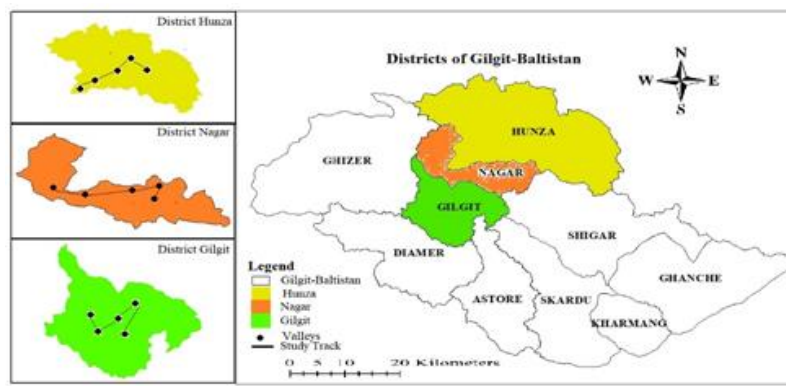 District Hunza
District Nagar
District Gilgit
Districts of Gilgit-Baltistan
N
W E
S
HUNZA
GHIZER
NAGAR
GILGIT
SHIGAR
DIAMER
GHANCHE
ASTORE
SKARDU
KHARMANG
Legend
Gilgit-Baltistan
Hunza
Nagar
Gilgit
Valleys
Study Track
0 5 10 20 Kilometers